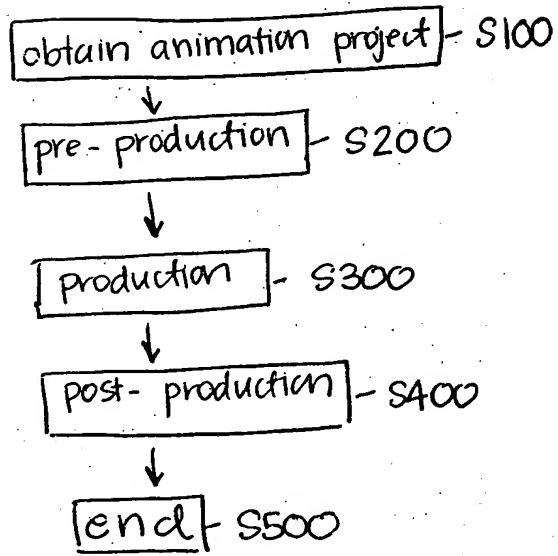 obtain animation project - S100
pre-production - S200
production - S300
post-production - S400
end - S500